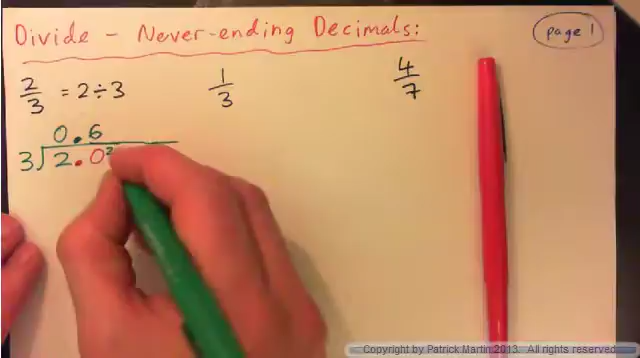 Divide - Never-ending Decimals:
page 1
2/3 = 2÷3
1/3
4/7
0.6
3 2.0²
Copyright by Patrick Martin 2013. All rights reserved